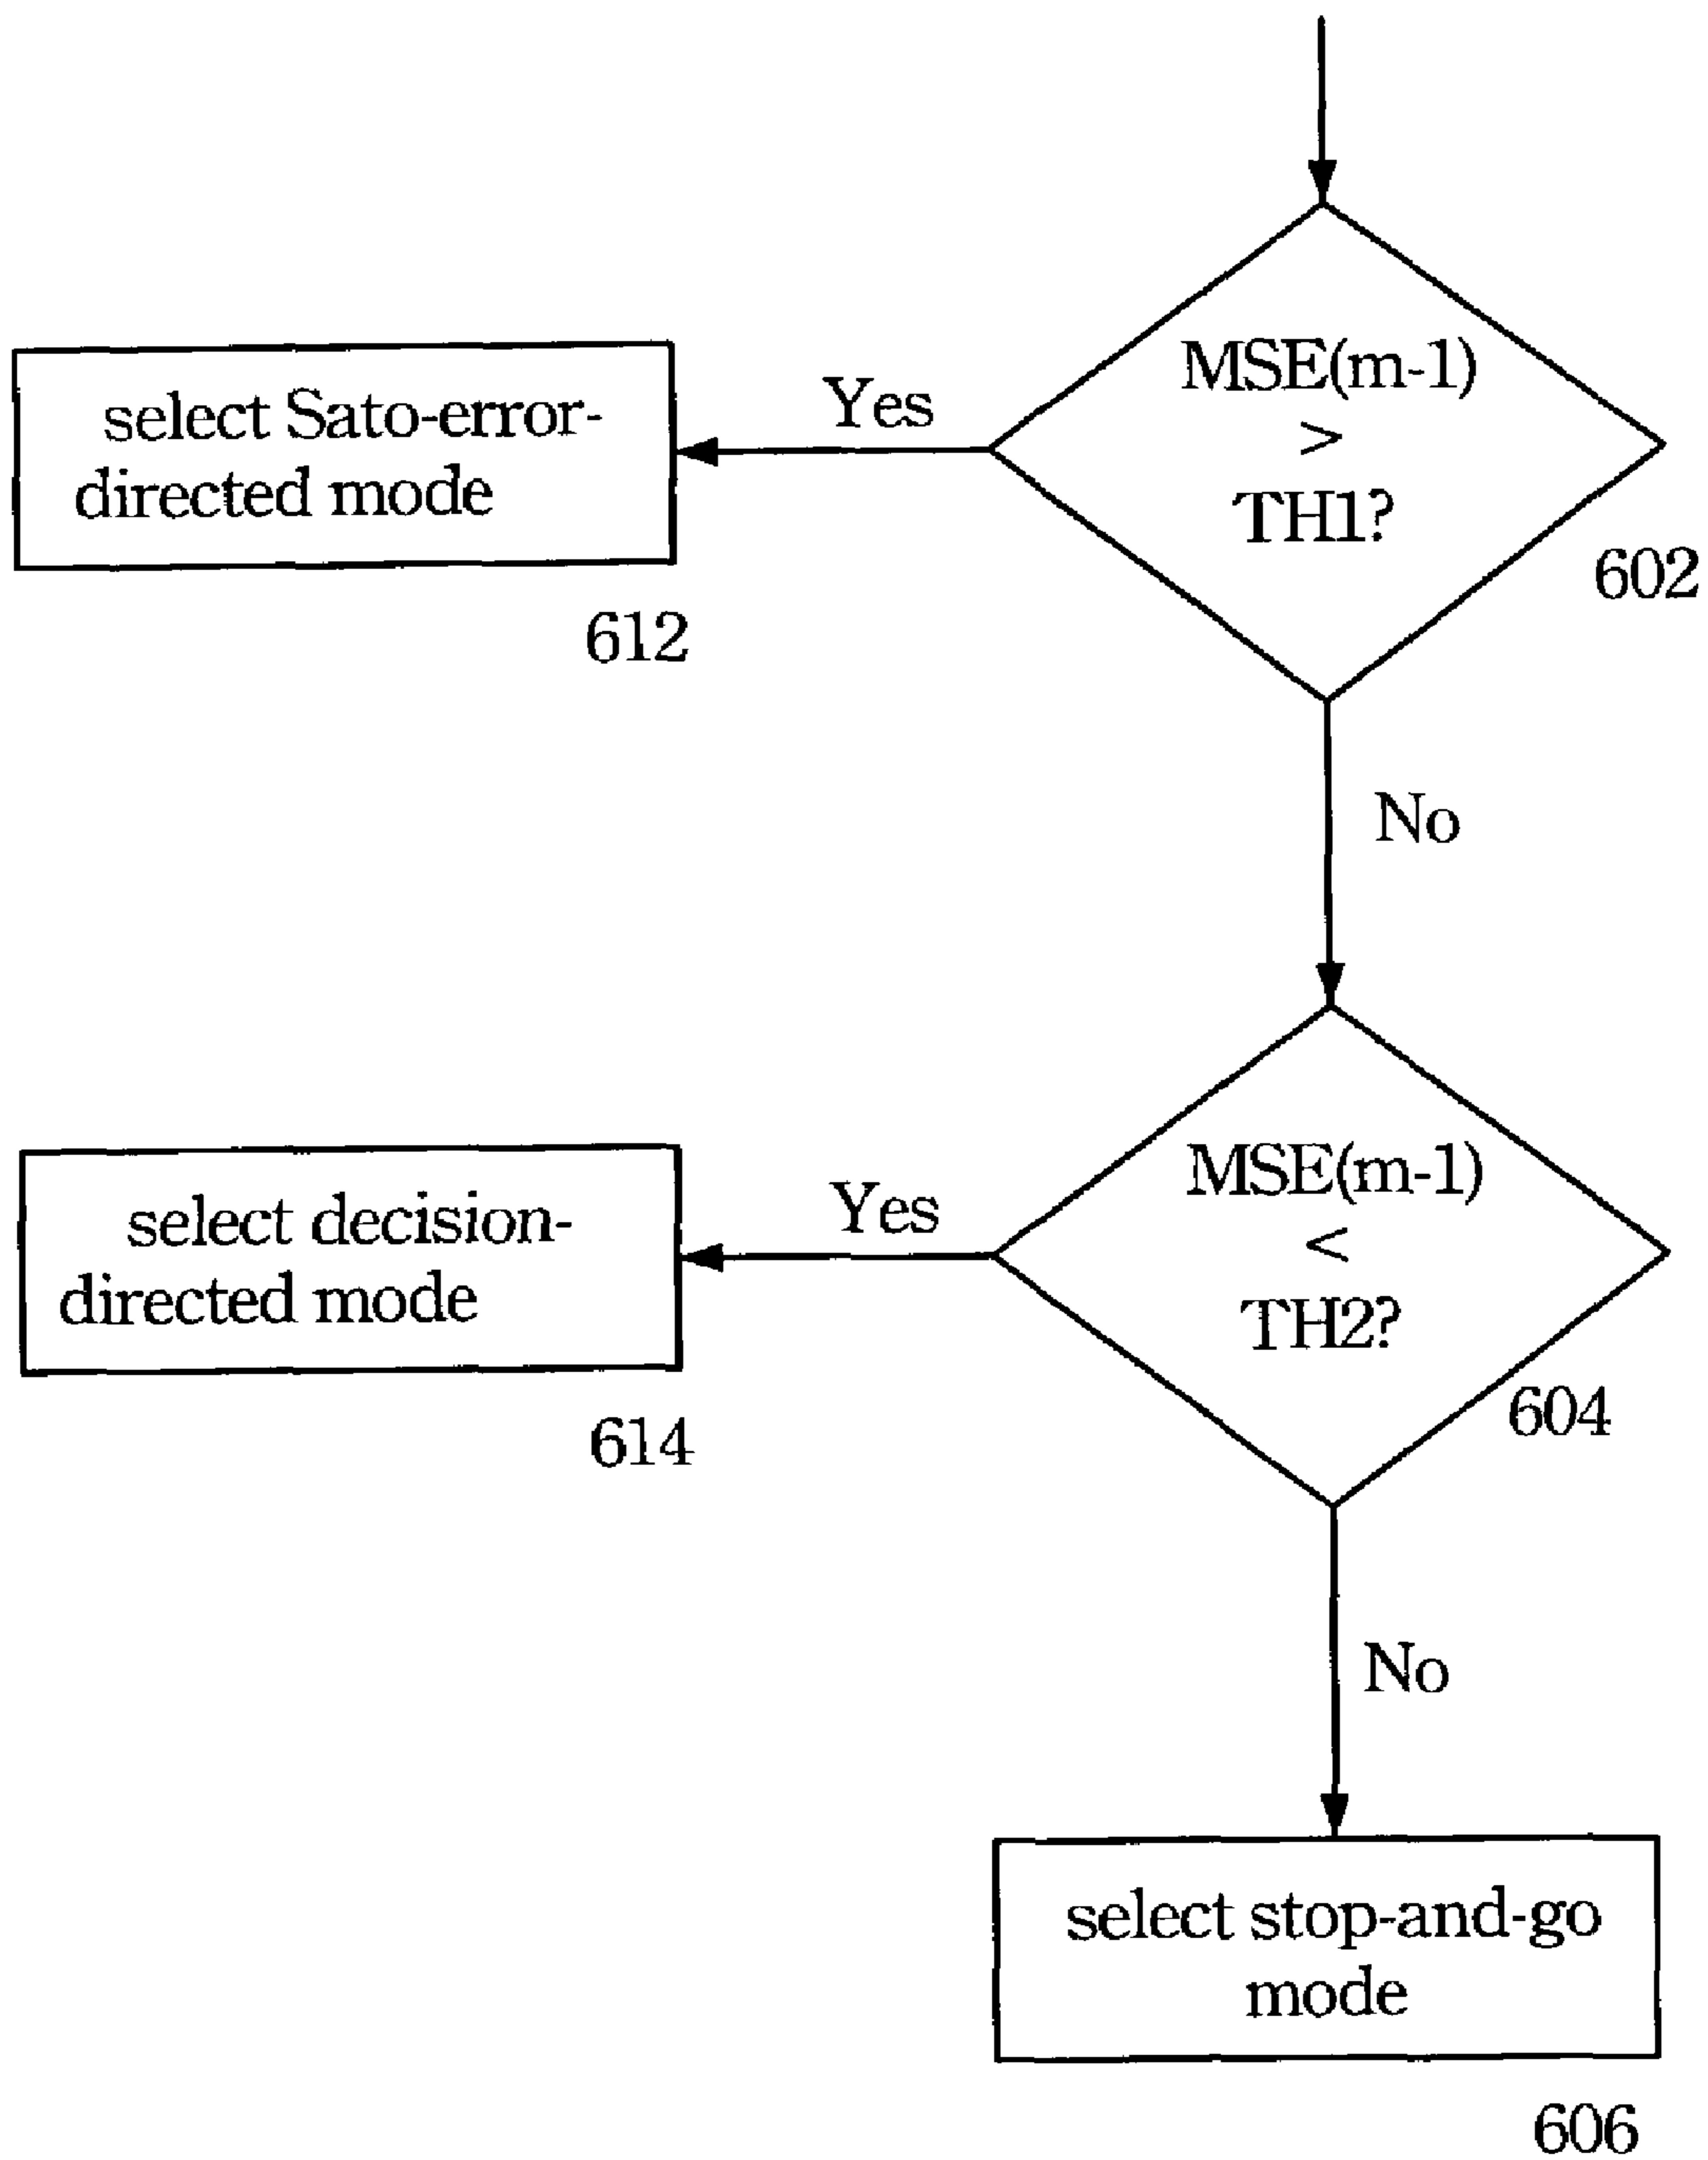 MSE(m-1)
>
TH1?
602
Yes
select Sato-error-
directed mode
612
No
MSE(m-1)
<
TH2?
604
Yes
select decision-
directed mode
614
No
select stop-and-go
mode
606